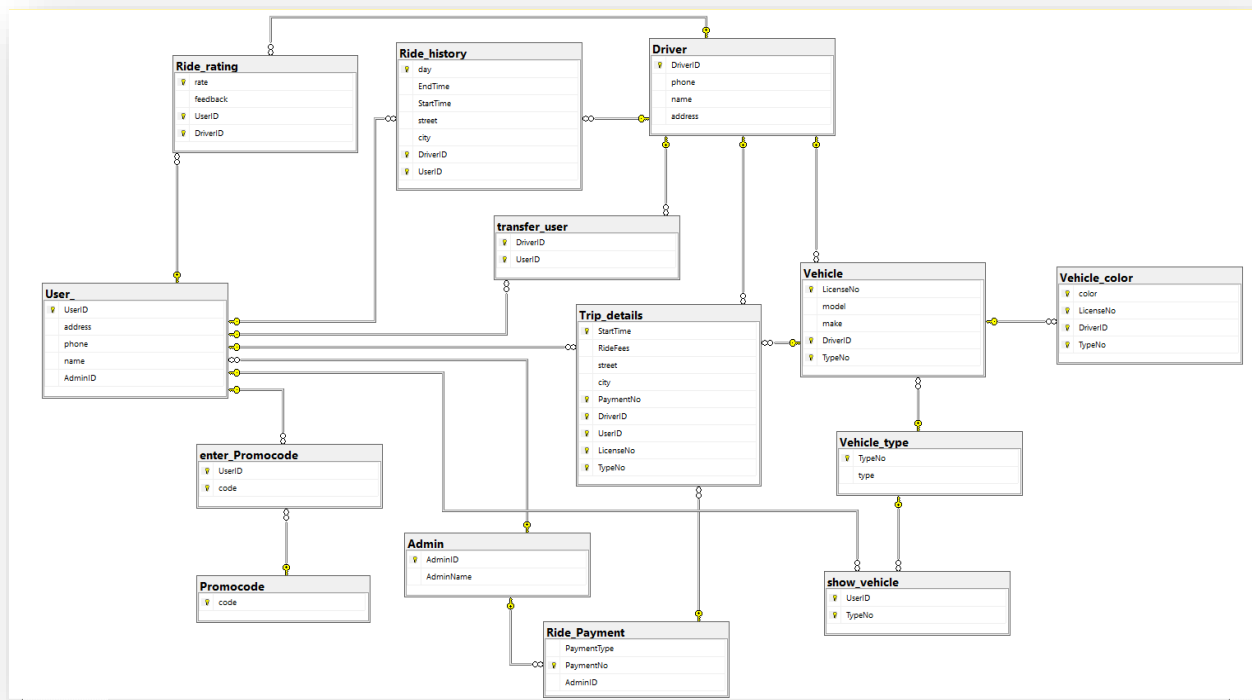 Ride_rating
rate
feedback
UserID
DriverID
Ride_history
day
EndTime
StartTime
street
city
DriverID
UserID
Driver
DriverID
phone
name
address
transfer_user
DriverID
UserID
User_
UserID
address
phone
name
AdminID
Trip_details
StartTime
RideFees
street
city
PaymentNo
DriverID
UserID
LicenseNo
TypeNo
Vehicle
LicenseNo
model
make
DriverID
TypeNo
Vehicle_color
color
LicenseNo
DriverID
TypeNo
enter_Promocode
UserID
code
Vehicle_type
TypeNo
type
Admin
AdminID
AdminName
Promocode
code
show_vehicle
UserID
TypeNo
Ride_Payment
PaymentType
PaymentNo
AdminID